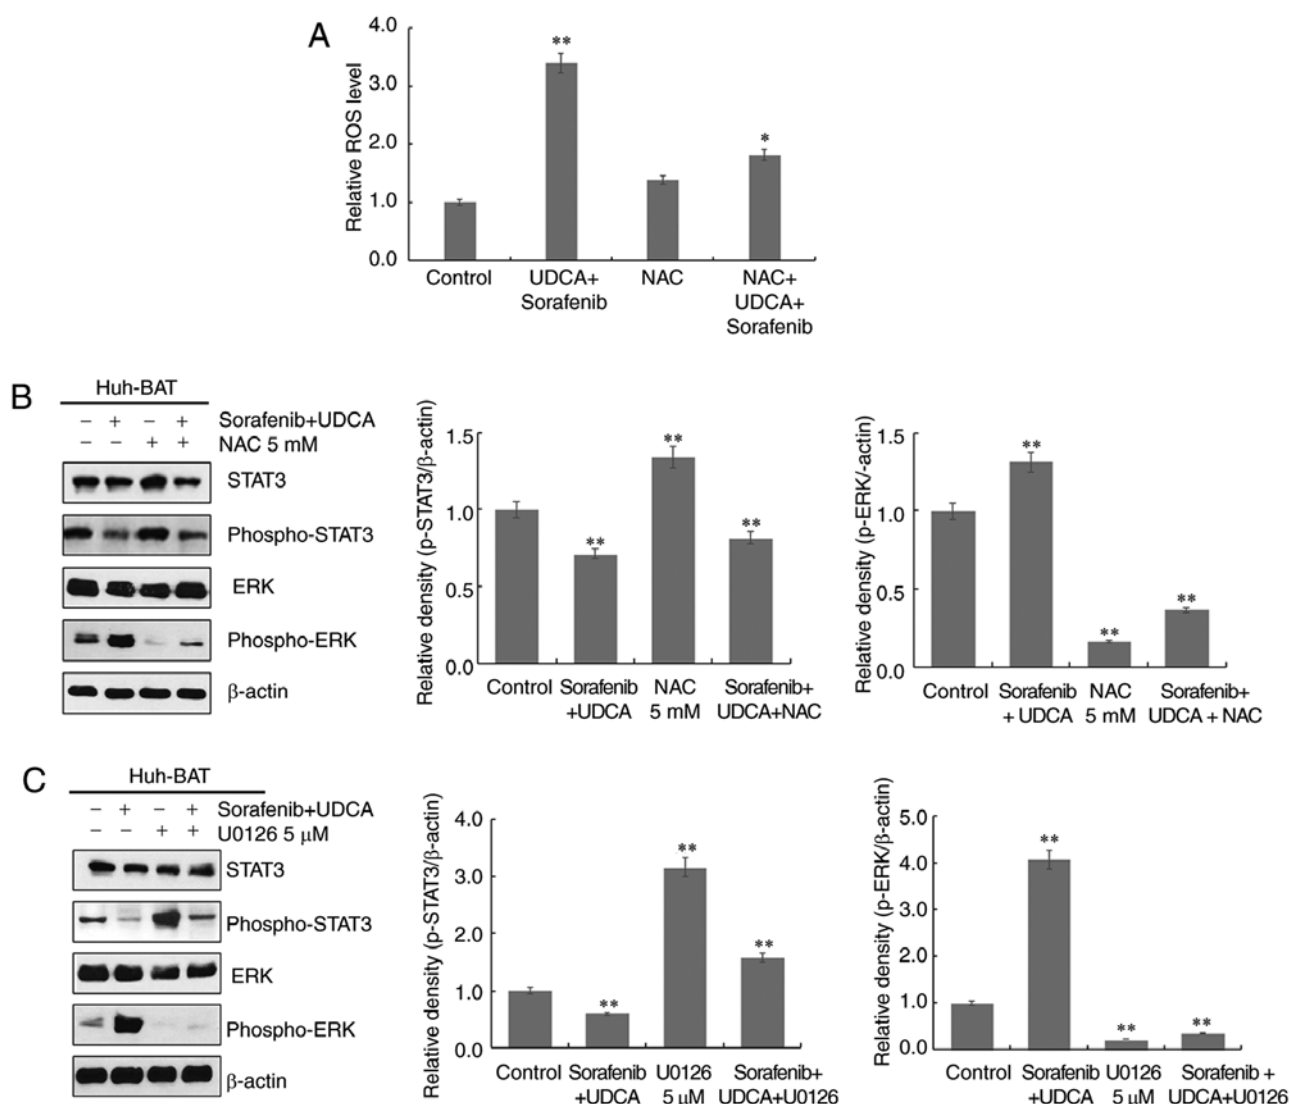 A
Relative ROS level
4.0
3.0
2.0
1.0
0.0
**
*
Control
UDCA+
Sorafenib
NAC
NAC+
UDCA+
Sorafenib
B
Huh-BAT
– + – + Sorafenib+UDCA
– – + + NAC 5 mM
STAT3
Phospho-STAT3
ERK
Phospho-ERK
β-actin
Relative density (p-STAT3/β-actin)
1.5
1.0
0.5
0.0
**
**
**
Control
Sorafenib
+UDCA
NAC
5 mM
Sorafenib+
UDCA+NAC
Relative density (p-ERK/-actin)
1.5
1.0
0.5
0.0
**
**
**
Control
Sorafenib
+ UDCA
NAC
5 mM
Sorafenib+
UDCA + NAC
C
Huh-BAT
– + – + Sorafenib+UDCA
– – + + U0126 5 μM
STAT3
Phospho-STAT3
ERK
Phospho-ERK
β-actin
Relative density (p-STAT3/β-actin)
4.0
3.0
2.0
1.0
0.0
**
**
**
Control
Sorafenib
+UDCA
U0126
5 μM
Sorafenib+
UDCA+U0126
Relative density (p-ERK/β-actin)
5.0
4.0
3.0
2.0
1.0
0.0
**
**
**
Control
Sorafenib
+UDCA
U0126
5 μM
Sorafenib +
UDCA+U0126